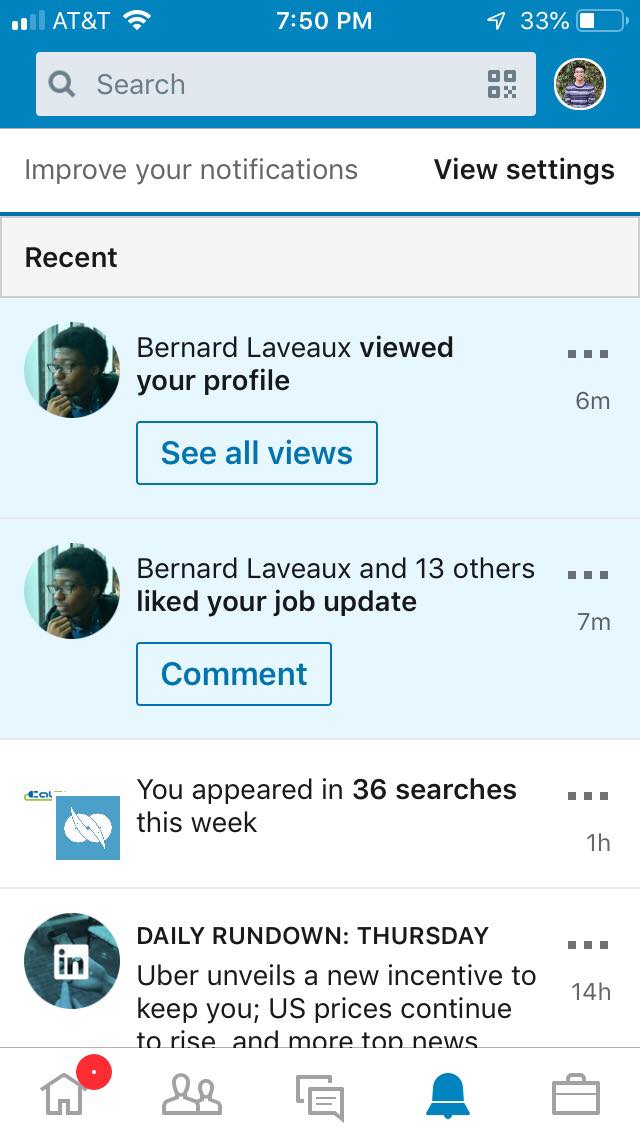 AT&T 7:50 PM 33%
Search
Improve your notifications View settings
Recent
Bernard Laveaux viewed
your profile
6m
See all views
Bernard Laveaux and 13 others
liked your job update
7m
Comment
You appeared in 36 searches
this week
1h
in
DAILY RUNDOWN: THURSDAY
Uber unveils a new incentive to
14h
keep you; US prices continue
to rise, and more top news